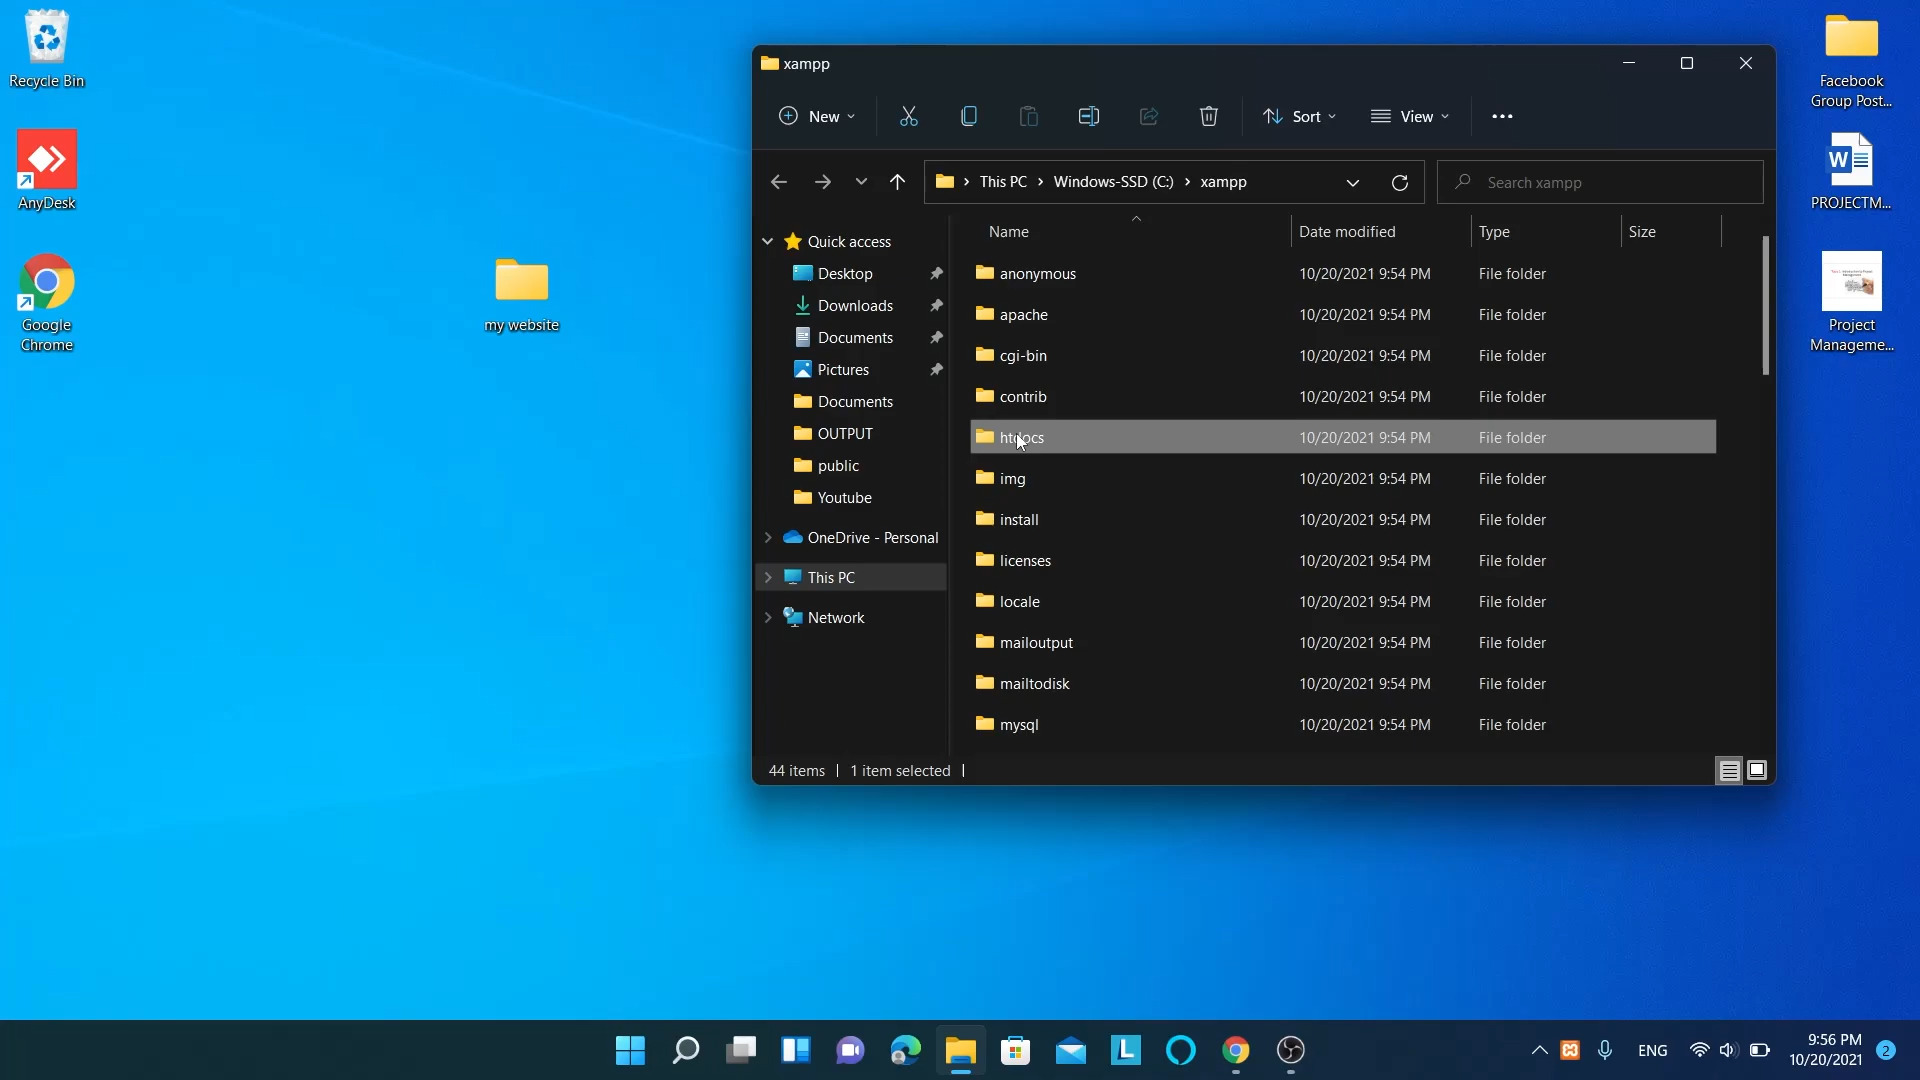 Recycle Bin
AnyDesk
Google
Chrome
my website
xampp
New
Sort
View
This PC
Windows-SSD (C:)
xampp
Search xampp
Quick access
Desktop
Downloads
Documents
Pictures
Documents
OUTPUT
public
Youtube
OneDrive - Personal
This PC
Network
Name Date modified Type Size
anonymous 10/20/2021 9:54 PM File folder
apache 10/20/2021 9:54 PM File folder
cgi-bin 10/20/2021 9:54 PM File folder
contrib 10/20/2021 9:54 PM File folder
htdocs 10/20/2021 9:54 PM File folder
img 10/20/2021 9:54 PM File folder
install 10/20/2021 9:54 PM File folder
licenses 10/20/2021 9:54 PM File folder
locale 10/20/2021 9:54 PM File folder
mailoutput 10/20/2021 9:54 PM File folder
mailtodisk 10/20/2021 9:54 PM File folder
mysql 10/20/2021 9:54 PM File folder
44 items 1 item selected
Facebook
Group Post...
W
PROJECTM...
Project
Manageme...
L
ENG
9:56 PM
10/20/2021
2